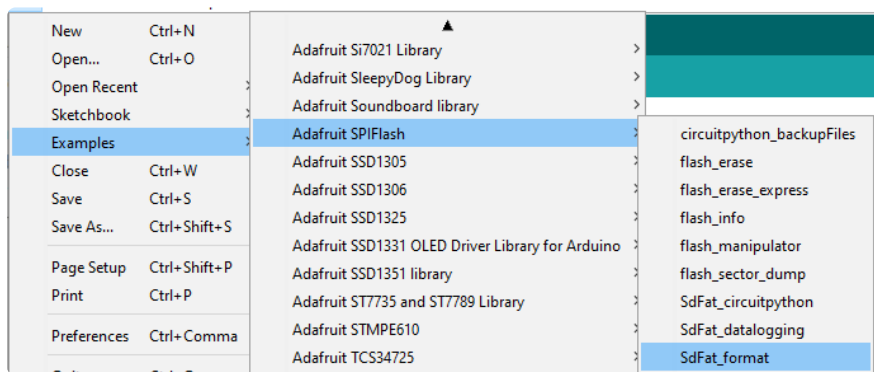 New Ctrl+N
Open... Ctrl+O
Open Recent
Sketchbook
Examples
Close Ctrl+W
Save Ctrl+S
Save As... Ctrl+Shift+S
Page Setup Ctrl+Shift+P
Print Ctrl+P
Preferences Ctrl+Comma
Adafruit Si7021 Library
Adafruit SleepyDog Library
Adafruit Soundboard library
Adafruit SPIFlash
Adafruit SSD1305
Adafruit SSD1306
Adafruit SSD1325
Adafruit SSD1331 OLED Driver Library for Arduino
Adafruit SSD1351 library
Adafruit ST7735 and ST7789 Library
Adafruit STMPE610
Adafruit TCS34725
circuitpython_backupFiles
flash_erase
flash_erase_express
flash_info
flash_manipulator
flash_sector_dump
SdFat_circuitpython
SdFat_datalogging
SdFat_format